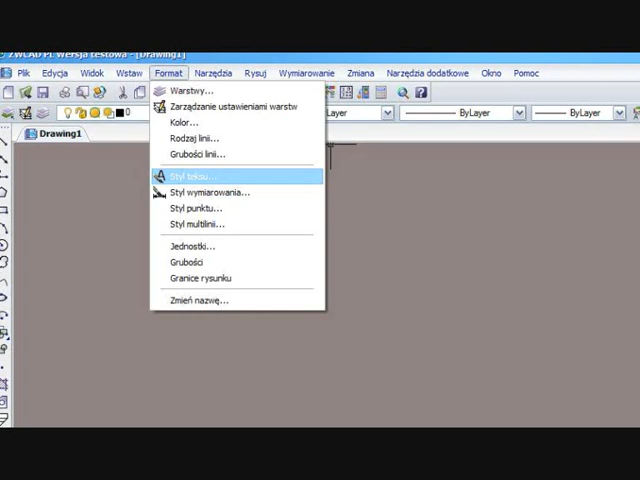 ZWCAD PL Wersja testowa - [Drawing1]
Plik Edycja Widok Wstaw Format Narzędzia Rysuj Wymiarowanie Zmiana Narzędzia dodatkowe Okno Pomoc
0 Layer ByLayer ByLayer
Drawing1
Warstwy...
Zarządzanie ustawieniami warstw
Kolor...
Rodzaj linii...
Grubości linii...
Styl teksu...
Styl wymiarowania...
Styl punktu...
Styl multilinii...
Jednostki...
Grubości
Granice rysunku
Zmień nazwę...